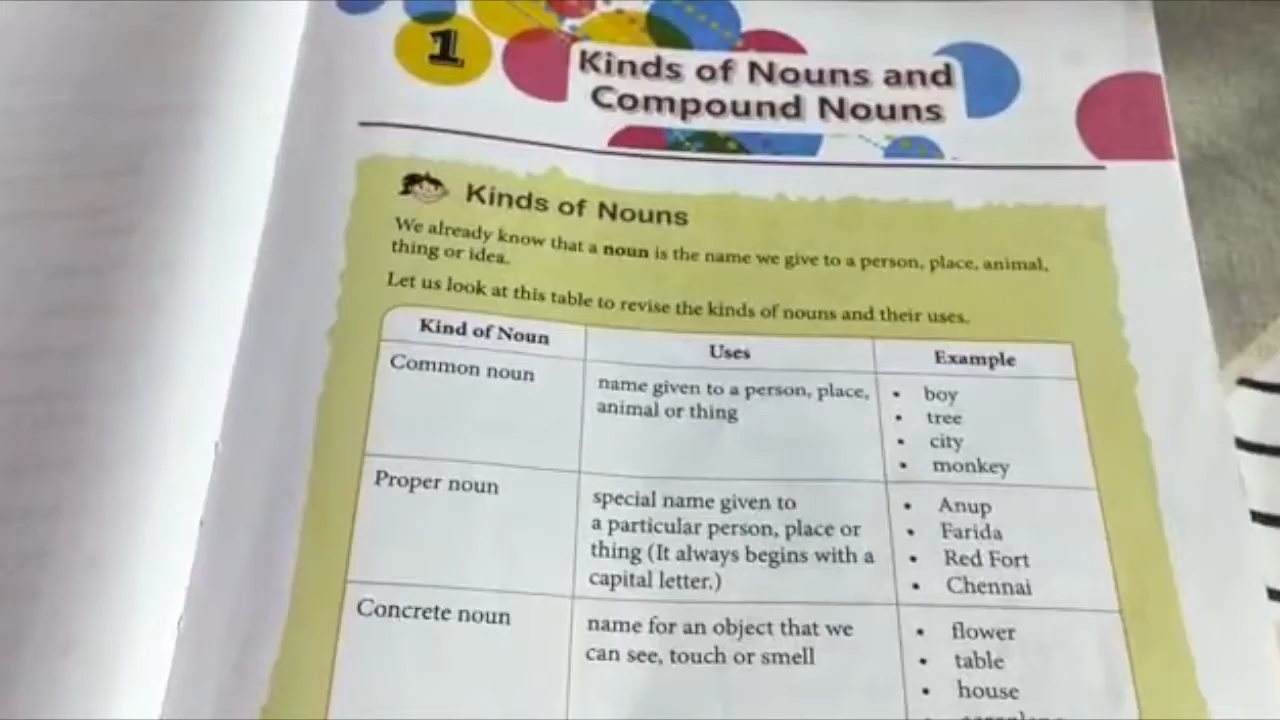 1
Kinds of Nouns and
Compound Nouns
Kinds of Nouns
We already know that a noun is the name we give to a person, place, animal,
thing or idea.
Let us look at this table to revise the kinds of nouns and their uses.
Kind of Noun Uses Example
Common noun
name given to a person, place,
animal or thing
• boy
• tree
• city
• monkey
Proper noun
special name given to
a particular person, place or
thing (It always begins with a
capital letter.)
• Anup
• Farida
• Red Fort
• Chennai
Concrete noun
name for an object that we
can see, touch or smell
• flower
• table
• house